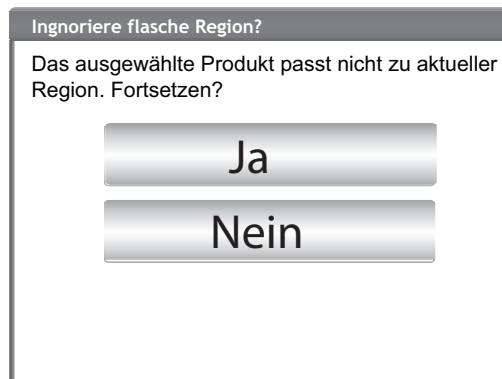 Ingnoriere flasche Region?
Das ausgewählte Produkt passt nicht zu aktueller
Region. Fortsetzen?
Ja
Nein